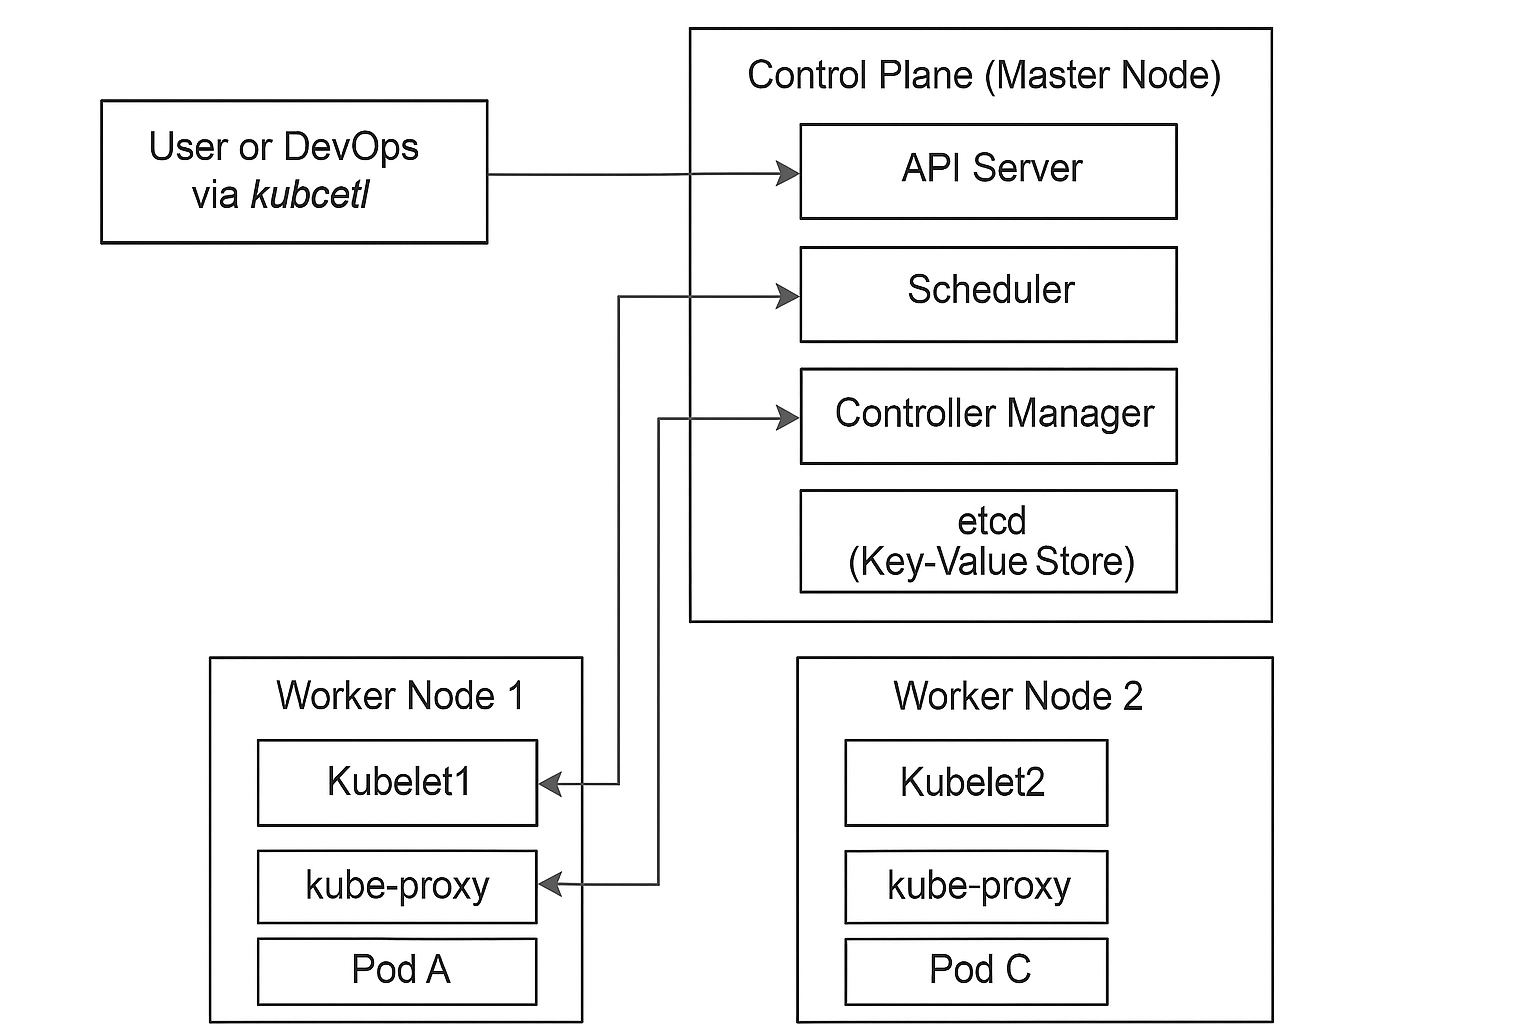 Control Plane (Master Node)
User or DevOps
via kubcetl
API Server
Scheduler
Controller Manager
etcd
(Key-Value Store)
Worker Node 1
Kubelet1
kube-proxy
Pod A
Worker Node 2
Kubelet2
kube-proxy
Pod C